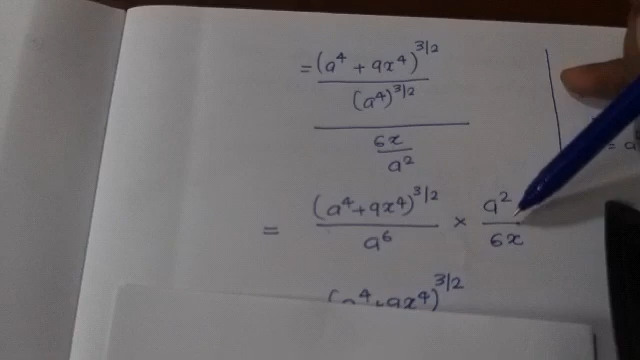 = (a⁴ + 9x⁴)^3/2
(a⁴)^3/2
6x
a²
= (a⁴+9x⁴)^3/2 / a⁶ × a² / 6x
(a⁴+9x⁴)^3/2
= a